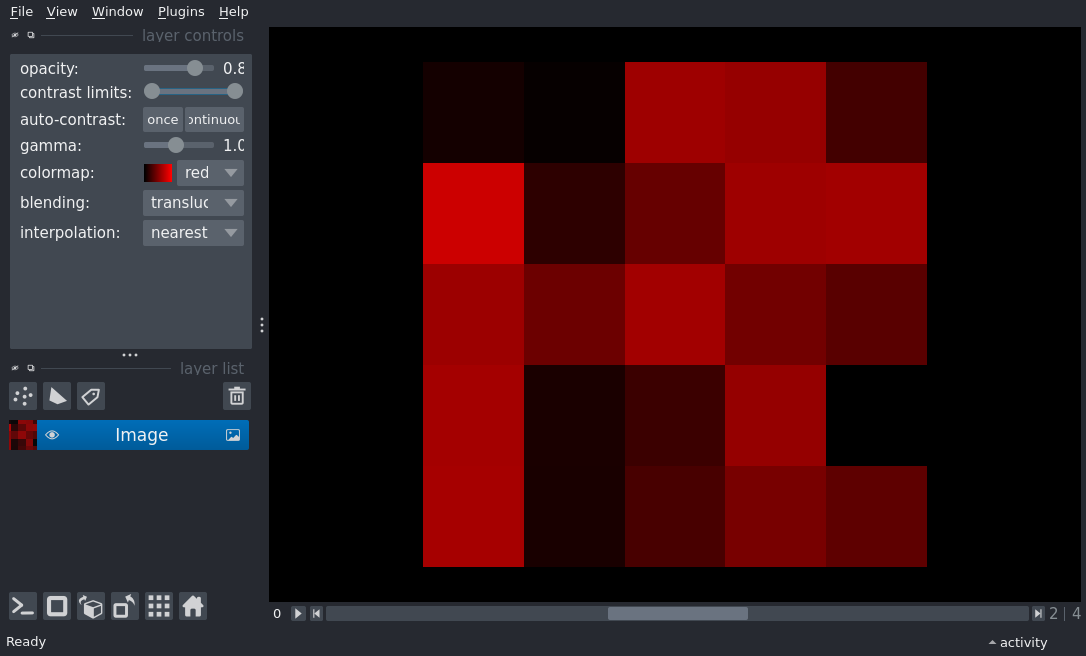 File View Window Plugins Help
layer controls
opacity: 0.8
contrast limits:
auto-contrast: once ontinuou
gamma: 1.0
colormap: red
blending: transluc
interpolation: nearest
layer list
Image
0 2 | 4
Ready activity